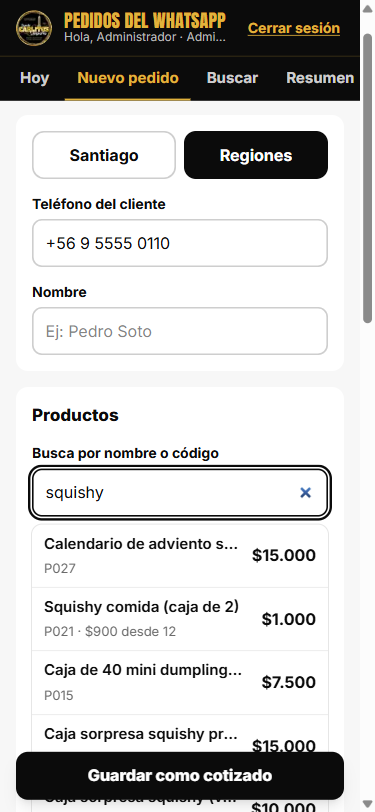 PEDIDOS DEL WHATSAPP
Hola, Administrador · Admi...
Cerrar sesión
Hoy Nuevo pedido Buscar Resumen
Santiago Regiones
Teléfono del cliente
+56 9 5555 0110
Nombre
Ej: Pedro Soto
Productos
Busca por nombre o código
squishy
Calendario de adviento s... $15.000
P027
Squishy comida (caja de 2) $1.000
P021 · $900 desde 12
Caja de 40 mini dumpling... $7.500
P015
Caja sorpresa squishy pr... $15.000
Guardar como cotizado
$10.000